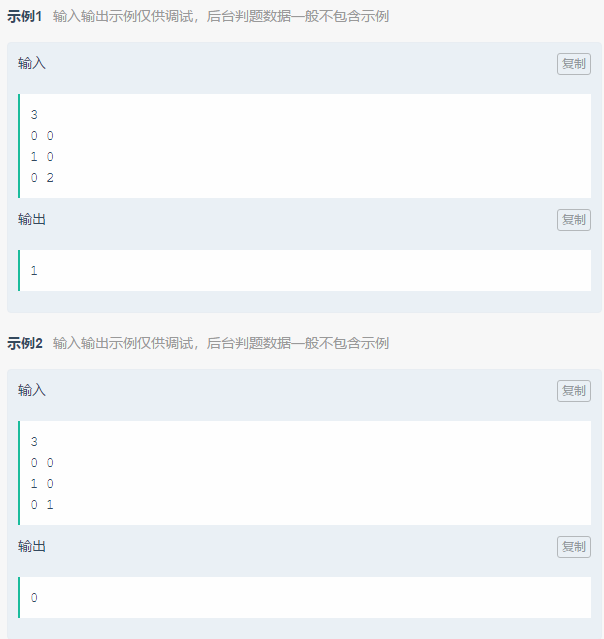 示例1 输入输出示例仅供调试，后台判题数据一般不包含示例
输入 复制
3
0 0
1 0
0 2
输出 复制
1
示例2 输入输出示例仅供调试，后台判题数据一般不包含示例
输入 复制
3
0 0
1 0
0 1
输出 复制
0